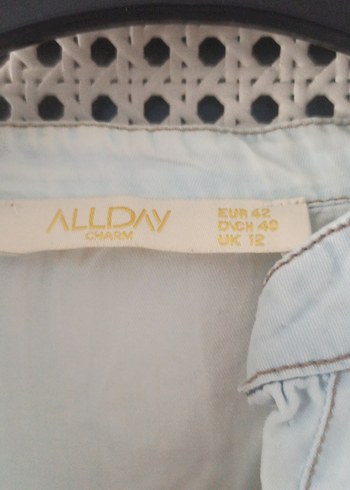 ALLDAY
CHARM
EUR 42
D\CH 40
UK 12